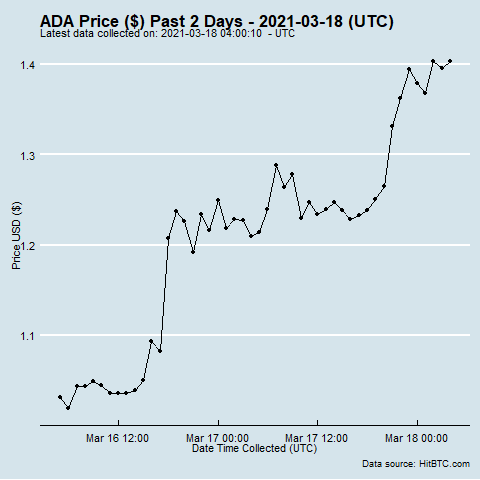 ADA Price ($) Past 2 Days - 2021-03-18 (UTC)
Latest data collected on: 2021-03-18 04:00:10 - UTC
1.4
1.3
1.2
1.1
Price USD ($)
Mar 16 12:00
Mar 17 00:00
Mar 17 12:00
Mar 18 00:00
Date Time Collected (UTC)
Data source: HitBTC.com